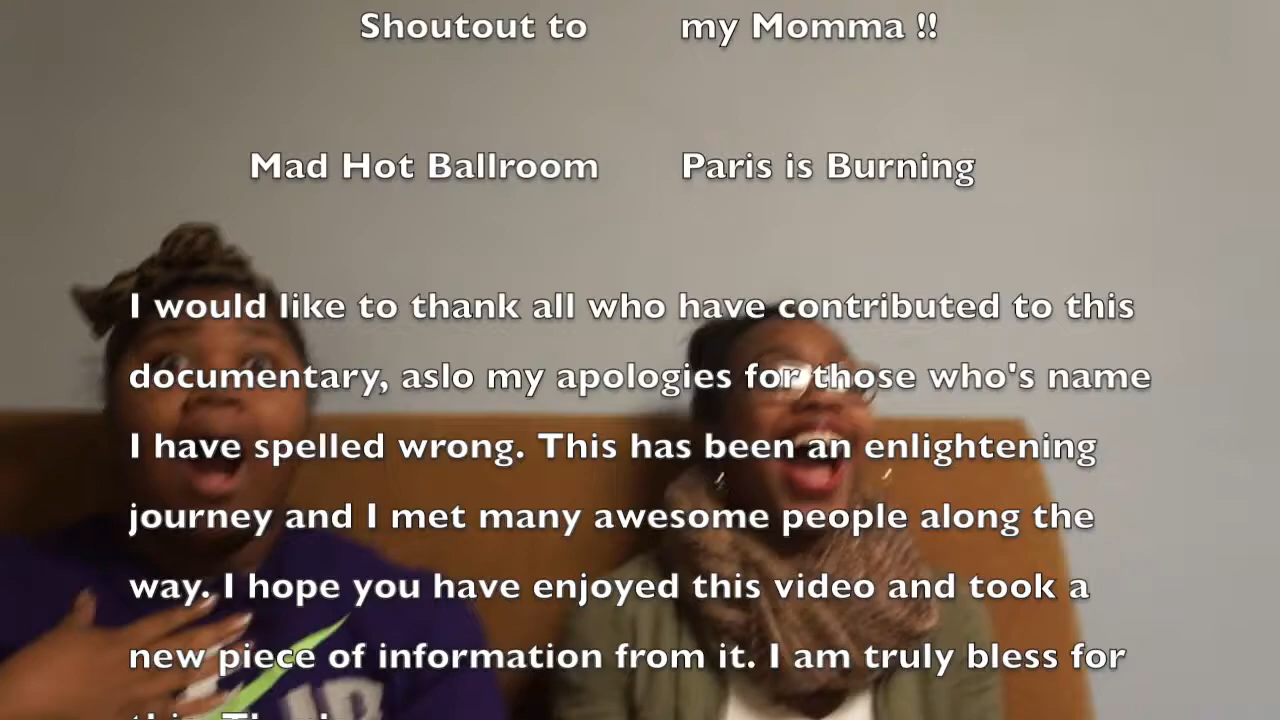 Shoutout to my Momma !!
Mad Hot Ballroom Paris is Burning
I would like to thank all who have contributed to this
documentary, aslo my apologies for those who's name
I have spelled wrong. This has been an enlightening
journey and I met many awesome people along the
way. I hope you have enjoyed this video and took a
new piece of information from it. I am truly bless for